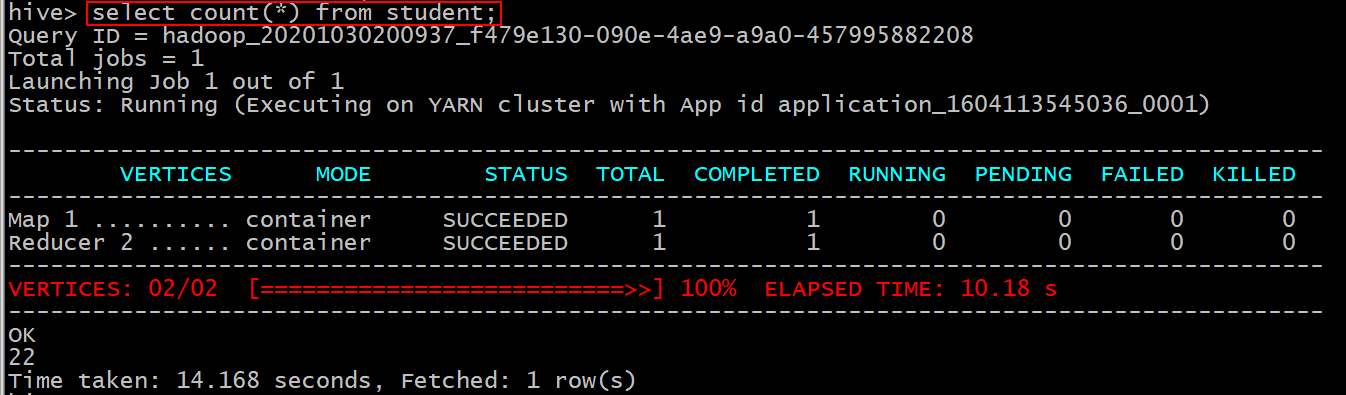 hive> select count(*) from student;
Query ID = hadoop_20201030200937_f479e130-090e-4ae9-a9a0-457995882208
Total jobs = 1
Launching Job 1 out of 1
Status: Running (Executing on YARN cluster with App id application_1604113545036_0001)
----------------------------------------------------------------------------------------------
VERTICES MODE STATUS TOTAL COMPLETED RUNNING PENDING FAILED KILLED
----------------------------------------------------------------------------------------------
Map 1 .......... container SUCCEEDED 1 1 0 0 0 0
Reducer 2 ...... container SUCCEEDED 1 1 0 0 0 0
----------------------------------------------------------------------------------------------
VERTICES: 02/02 [==========================>>] 100% ELAPSED TIME: 10.18 s
----------------------------------------------------------------------------------------------
OK
22
Time taken: 14.168 seconds, Fetched: 1 row(s)